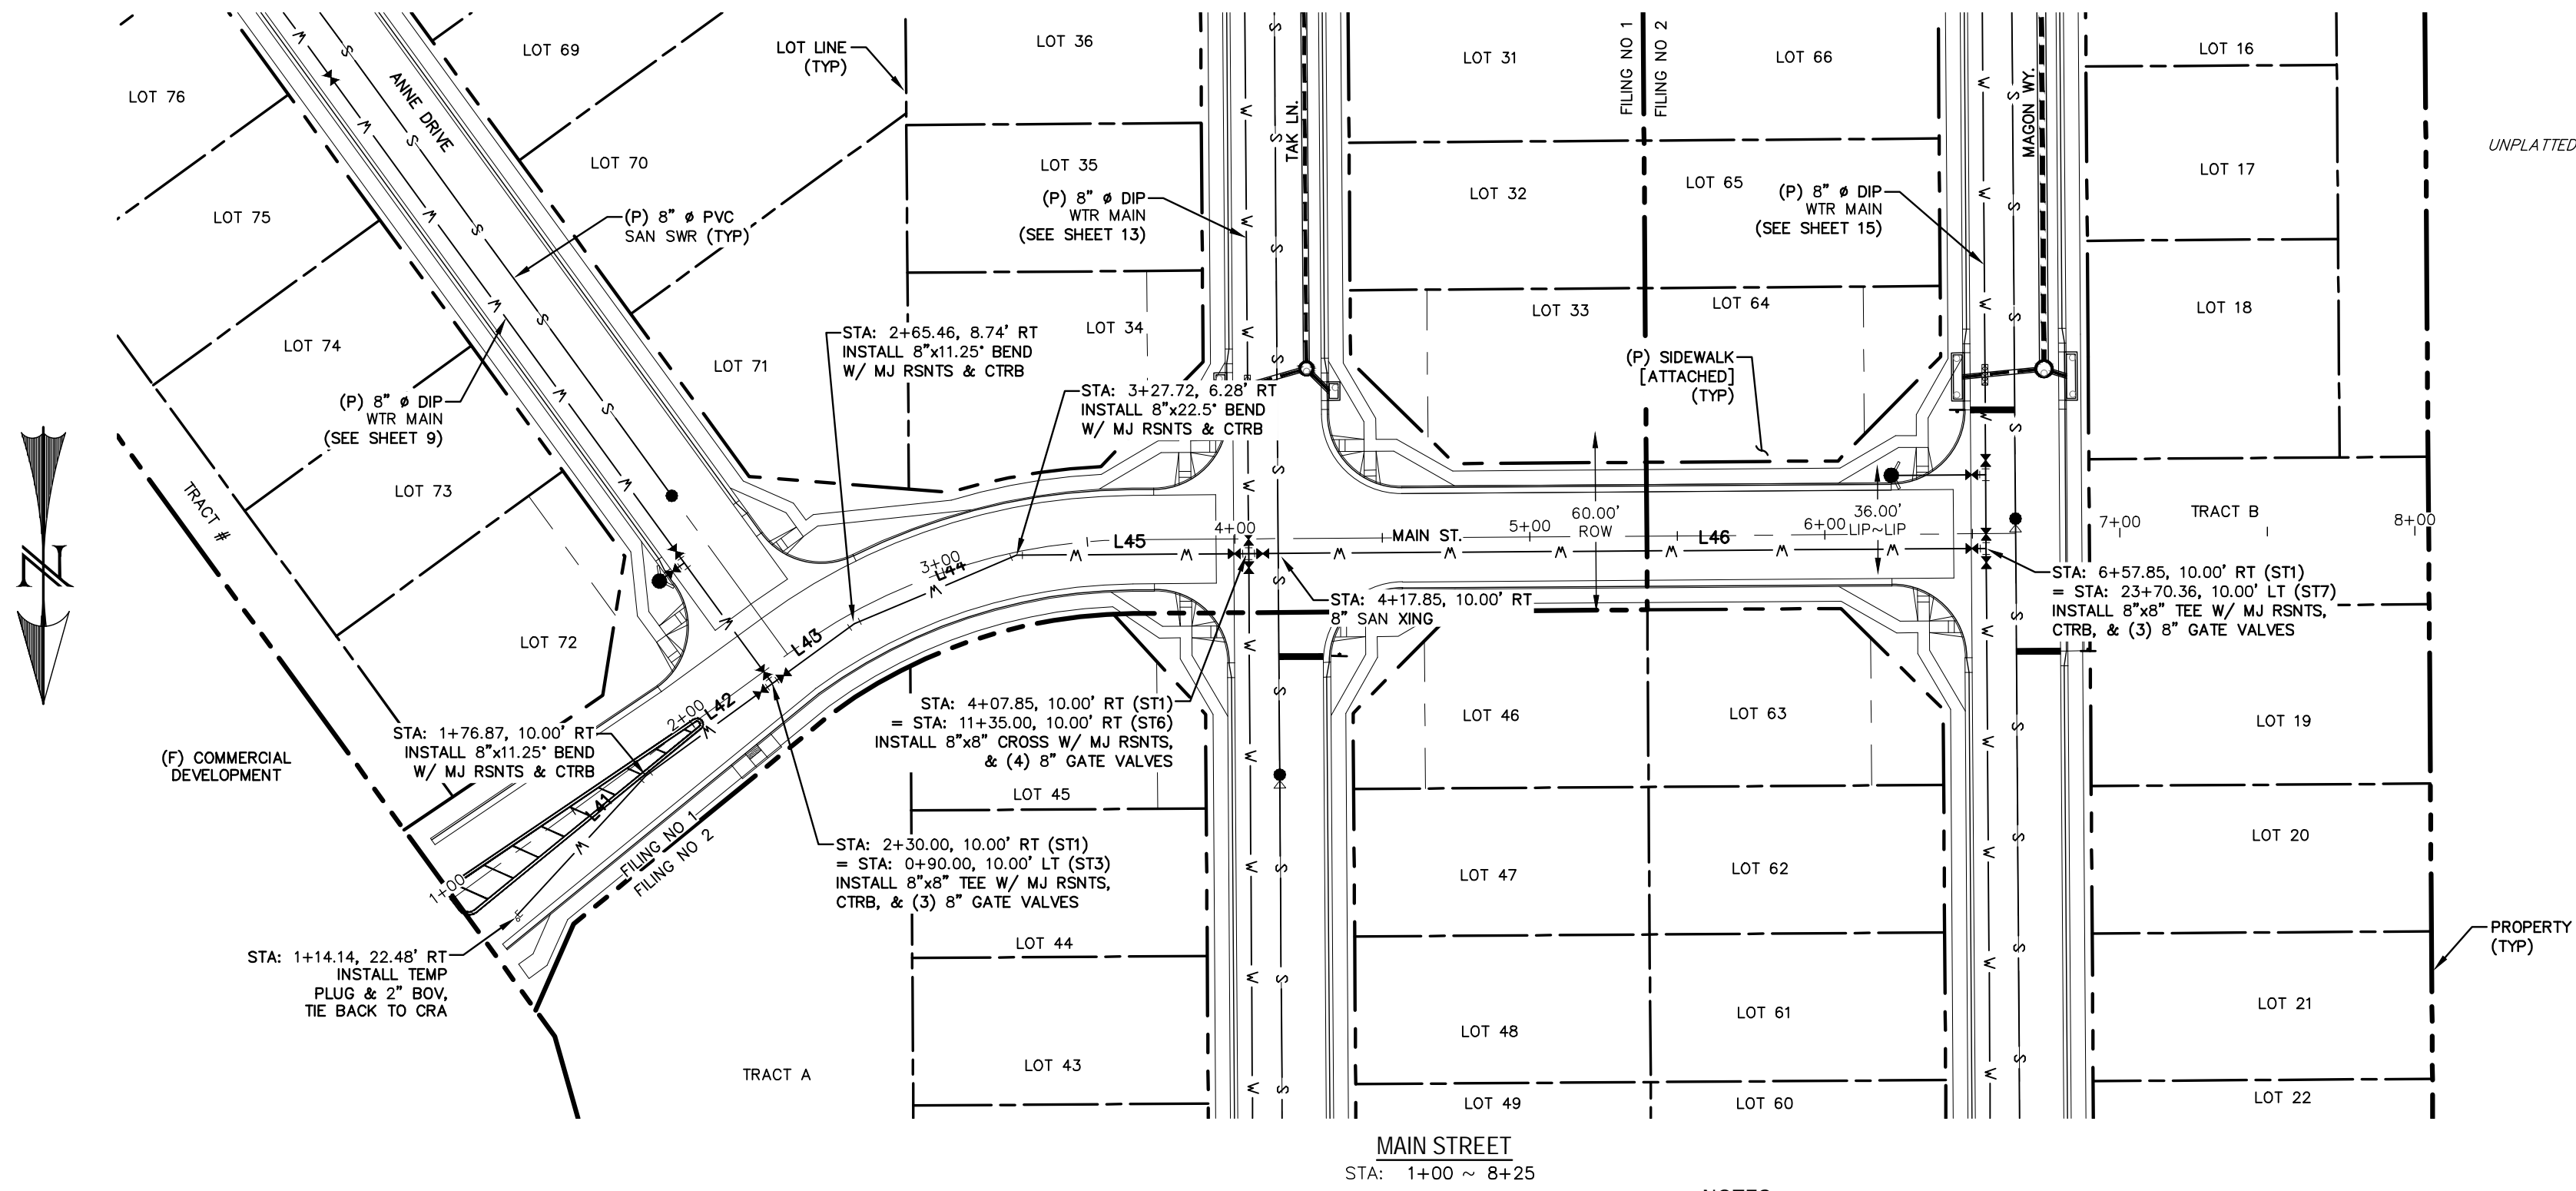 LOT 76
LOT 69
ANNE DRIVE
LOT LINE
(TYP)
LOT 36
LOT 31
FILING NO 1
FILING NO 2
LOT 66
LOT 16
UNPLATTED
LOT 75
LOT 70
(P) 8" ø PVC
SAN SWR (TYP)
LOT 35
(P) 8" ø DIP
WTR MAIN
(SEE SHEET 13)
TAK LN.
LOT 32
LOT 65
(P) 8" ø DIP
WTR MAIN
(SEE SHEET 15)
MAGON WY.
LOT 17
LOT 74
(P) 8" ø DIP
WTR MAIN
(SEE SHEET 9)
LOT 71
STA: 2+65.46, 8.74' RT
INSTALL 8"x11.25° BEND
W/ MJ RSNTS & CTRB
LOT 34
STA: 3+27.72, 6.28' RT
INSTALL 8"x22.5° BEND
W/ MJ RSNTS & CTRB
LOT 33
LOT 64
(P) SIDEWALK
[ATTACHED]
(TYP)
LOT 18
N
TRACT #
LOT 73
3+00
L44
L45
4+00
MAIN ST.
5+00
60.00'
ROW
L46
6+00
36.00'
LIP~LIP
7+00
TRACT B
8+00
LOT 72
L43
L42
2+00
STA: 4+17.85, 10.00' RT
8" SAN XING
STA: 6+57.85, 10.00' RT (ST1)
= STA: 23+70.36, 10.00' LT (ST7)
INSTALL 8"x8" TEE W/ MJ RSNTS,
CTRB, & (3) 8" GATE VALVES
(F) COMMERCIAL
DEVELOPMENT
STA: 1+76.87, 10.00' RT
INSTALL 8"x11.25° BEND
W/ MJ RSNTS & CTRB
STA: 4+07.85, 10.00' RT (ST1)
= STA: 11+35.00, 10.00' RT (ST6)
INSTALL 8"x8" CROSS W/ MJ RSNTS,
& (4) 8" GATE VALVES
LOT 46
LOT 63
LOT 19
L41
1+00
FILING NO 1
FILING NO 2
LOT 45
STA: 2+30.00, 10.00' RT (ST1)
= STA: 0+90.00, 10.00' LT (ST3)
INSTALL 8"x8" TEE W/ MJ RSNTS,
CTRB, & (3) 8" GATE VALVES
LOT 47
LOT 62
LOT 20
STA: 1+14.14, 22.48' RT
INSTALL TEMP
PLUG & 2" BOV,
TIE BACK TO CRA
LOT 44
PROPERTY
(TYP)
LOT 48
LOT 61
LOT 21
TRACT A
LOT 43
LOT 49
LOT 60
LOT 22
MAIN STREET
STA: 1+00 ~ 8+25